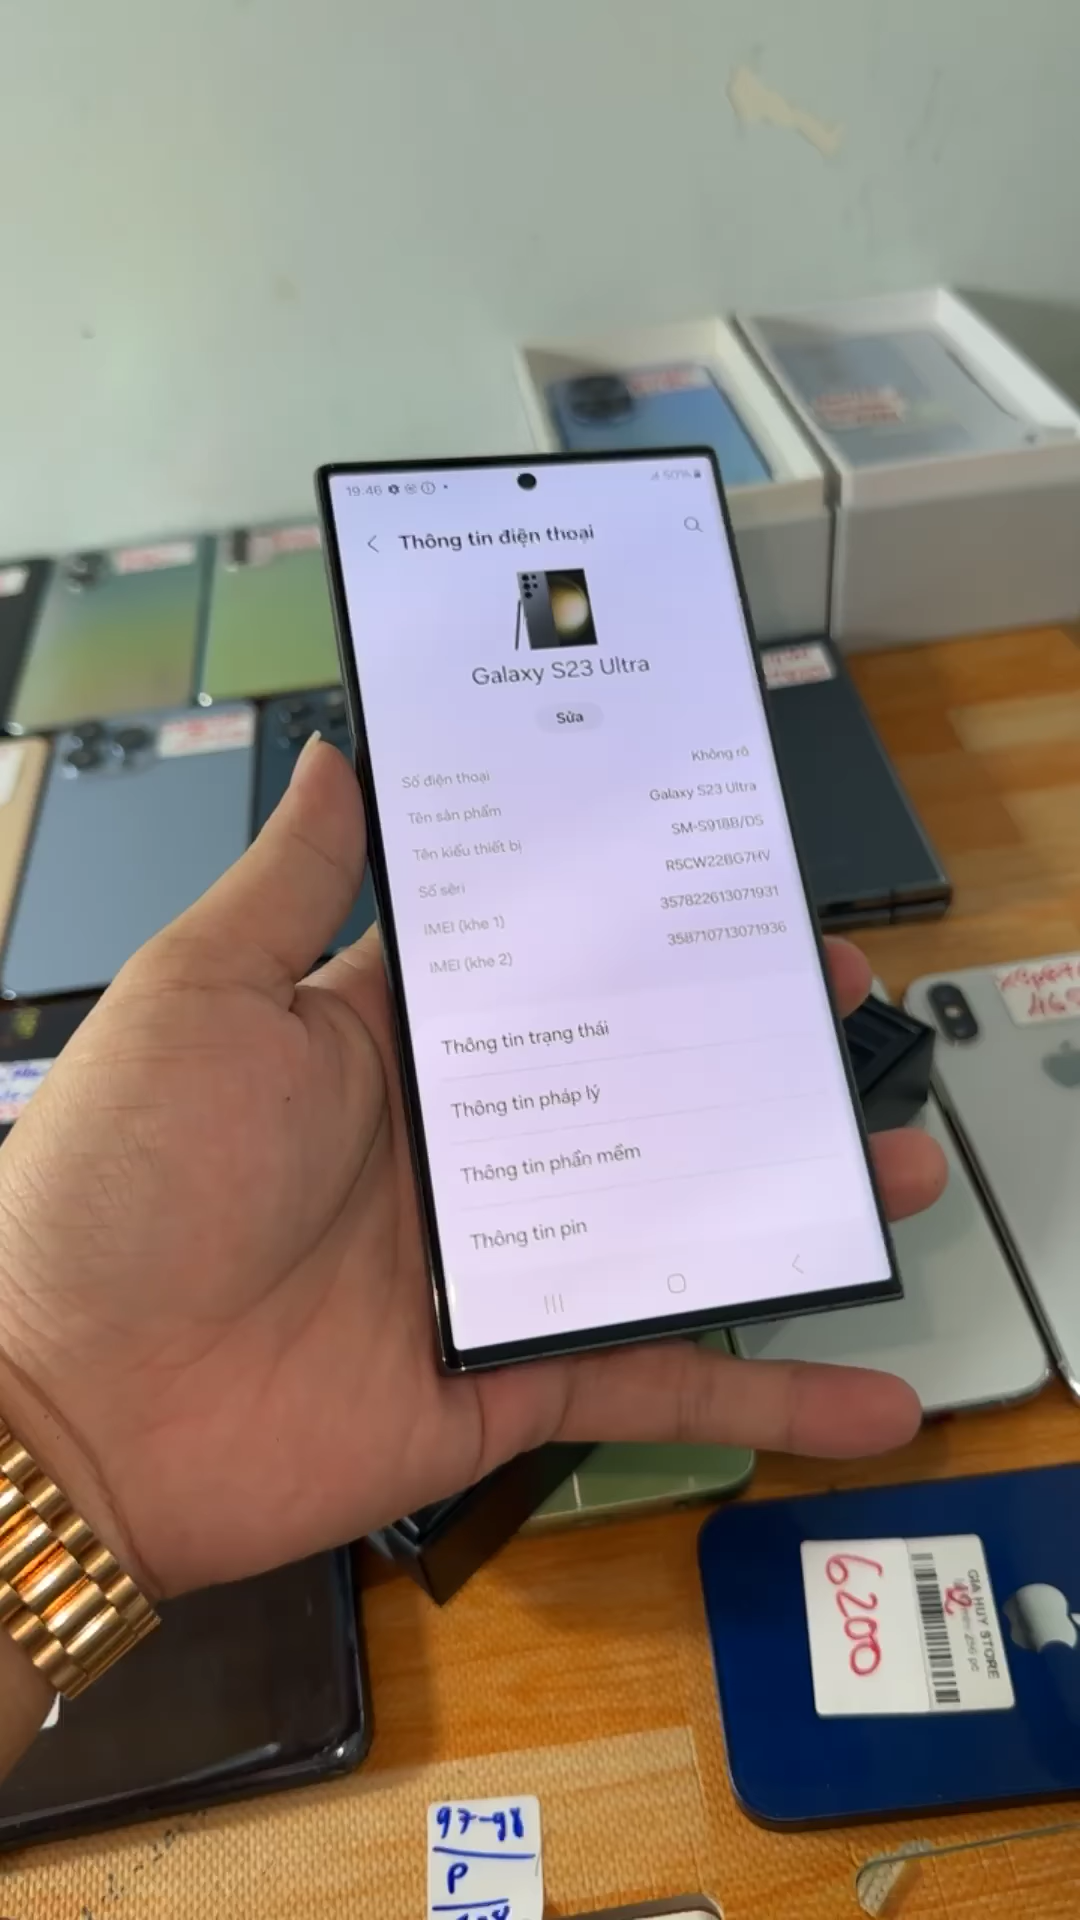 19:46
50%
Thông tin điện thoại
Galaxy S23 Ultra
Sửa
Số điện thoại Không rõ
Tên sản phẩm Galaxy S23 Ultra
Tên kiểu thiết bị SM-S918B/DS
Số sêri R5CW22BG7HV
IMEI (khe 1) 357822613071931
IMEI (khe 2) 358710713071936
Thông tin trạng thái
Thông tin pháp lý
Thông tin phần mềm
Thông tin pin
GIA HUY STORE
6200
97-98
P